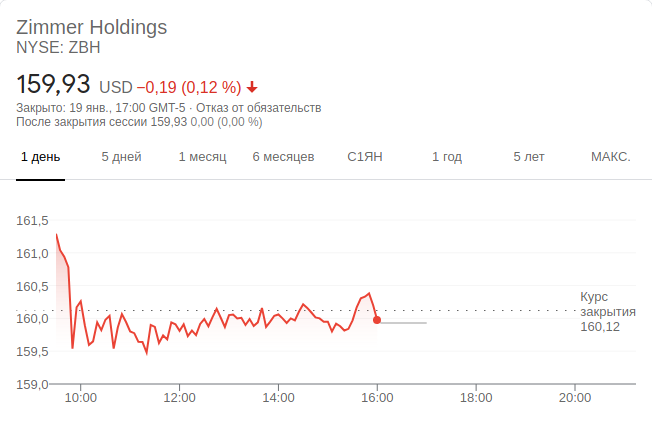 Zimmer Holdings
NYSE: ZBH
159,93 USD −0,19 (0,12 %)
Закрыто: 19 янв., 17:00 GMT-5 · Отказ от обязательств
После закрытия сессии 159,93 0,00 (0,00 %)
1 день 5 дней 1 месяц 6 месяцев С1ЯН 1 год 5 лет МАКС.
161,5
161,0
160,5
160,0
159,5
159,0
Курс
закрытия
160,12
10:00 12:00 14:00 16:00 18:00 20:00